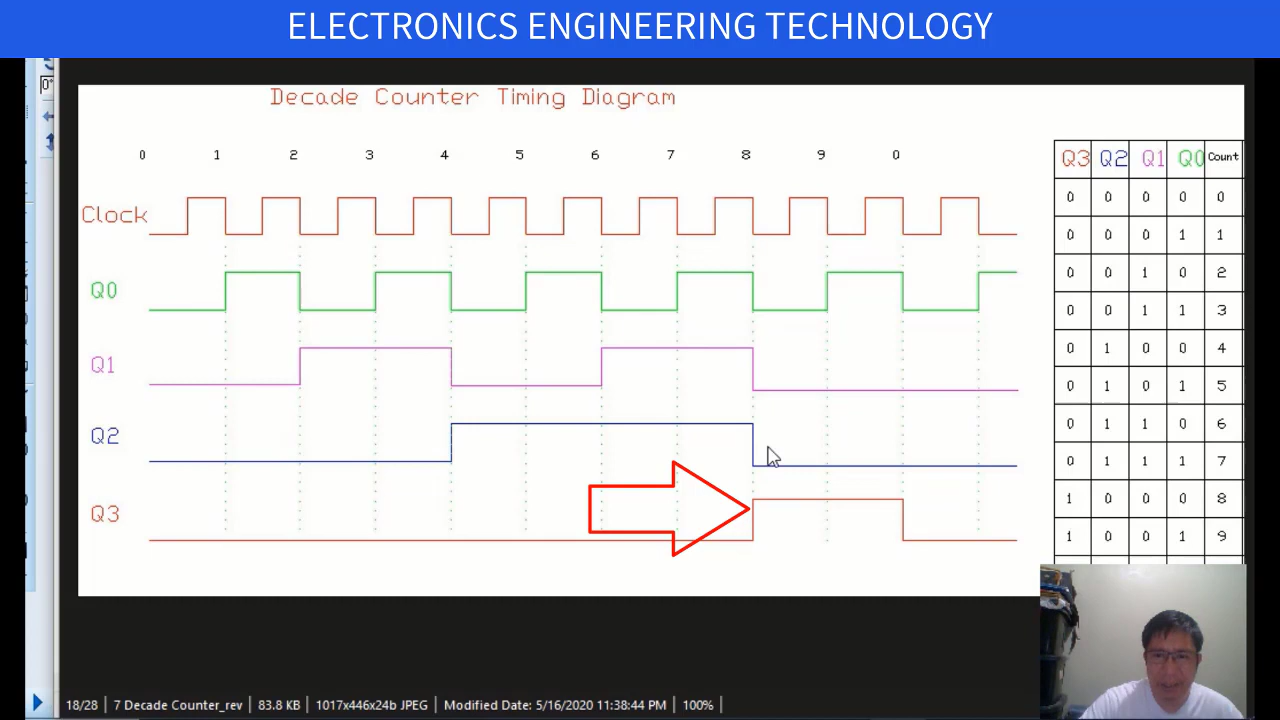 ELECTRONICS ENGINEERING TECHNOLOGY
0°
Decade Counter Timing Diagram
0 1 2 3 4 5 6 7 8 9 0
Clock
Q0
Q1
Q2
Q3
Q3 Q2 Q1 Q0 Count
0 0 0 0 0
0 0 0 1 1
0 0 1 0 2
0 0 1 1 3
0 1 0 0 4
0 1 0 1 5
0 1 1 0 6
0 1 1 1 7
1 0 0 0 8
1 0 0 1 9
18/28 7 Decade Counter_rev 83.8 KB 1017x446x24b JPEG Modified Date: 5/16/2020 11:38:44 PM 100%